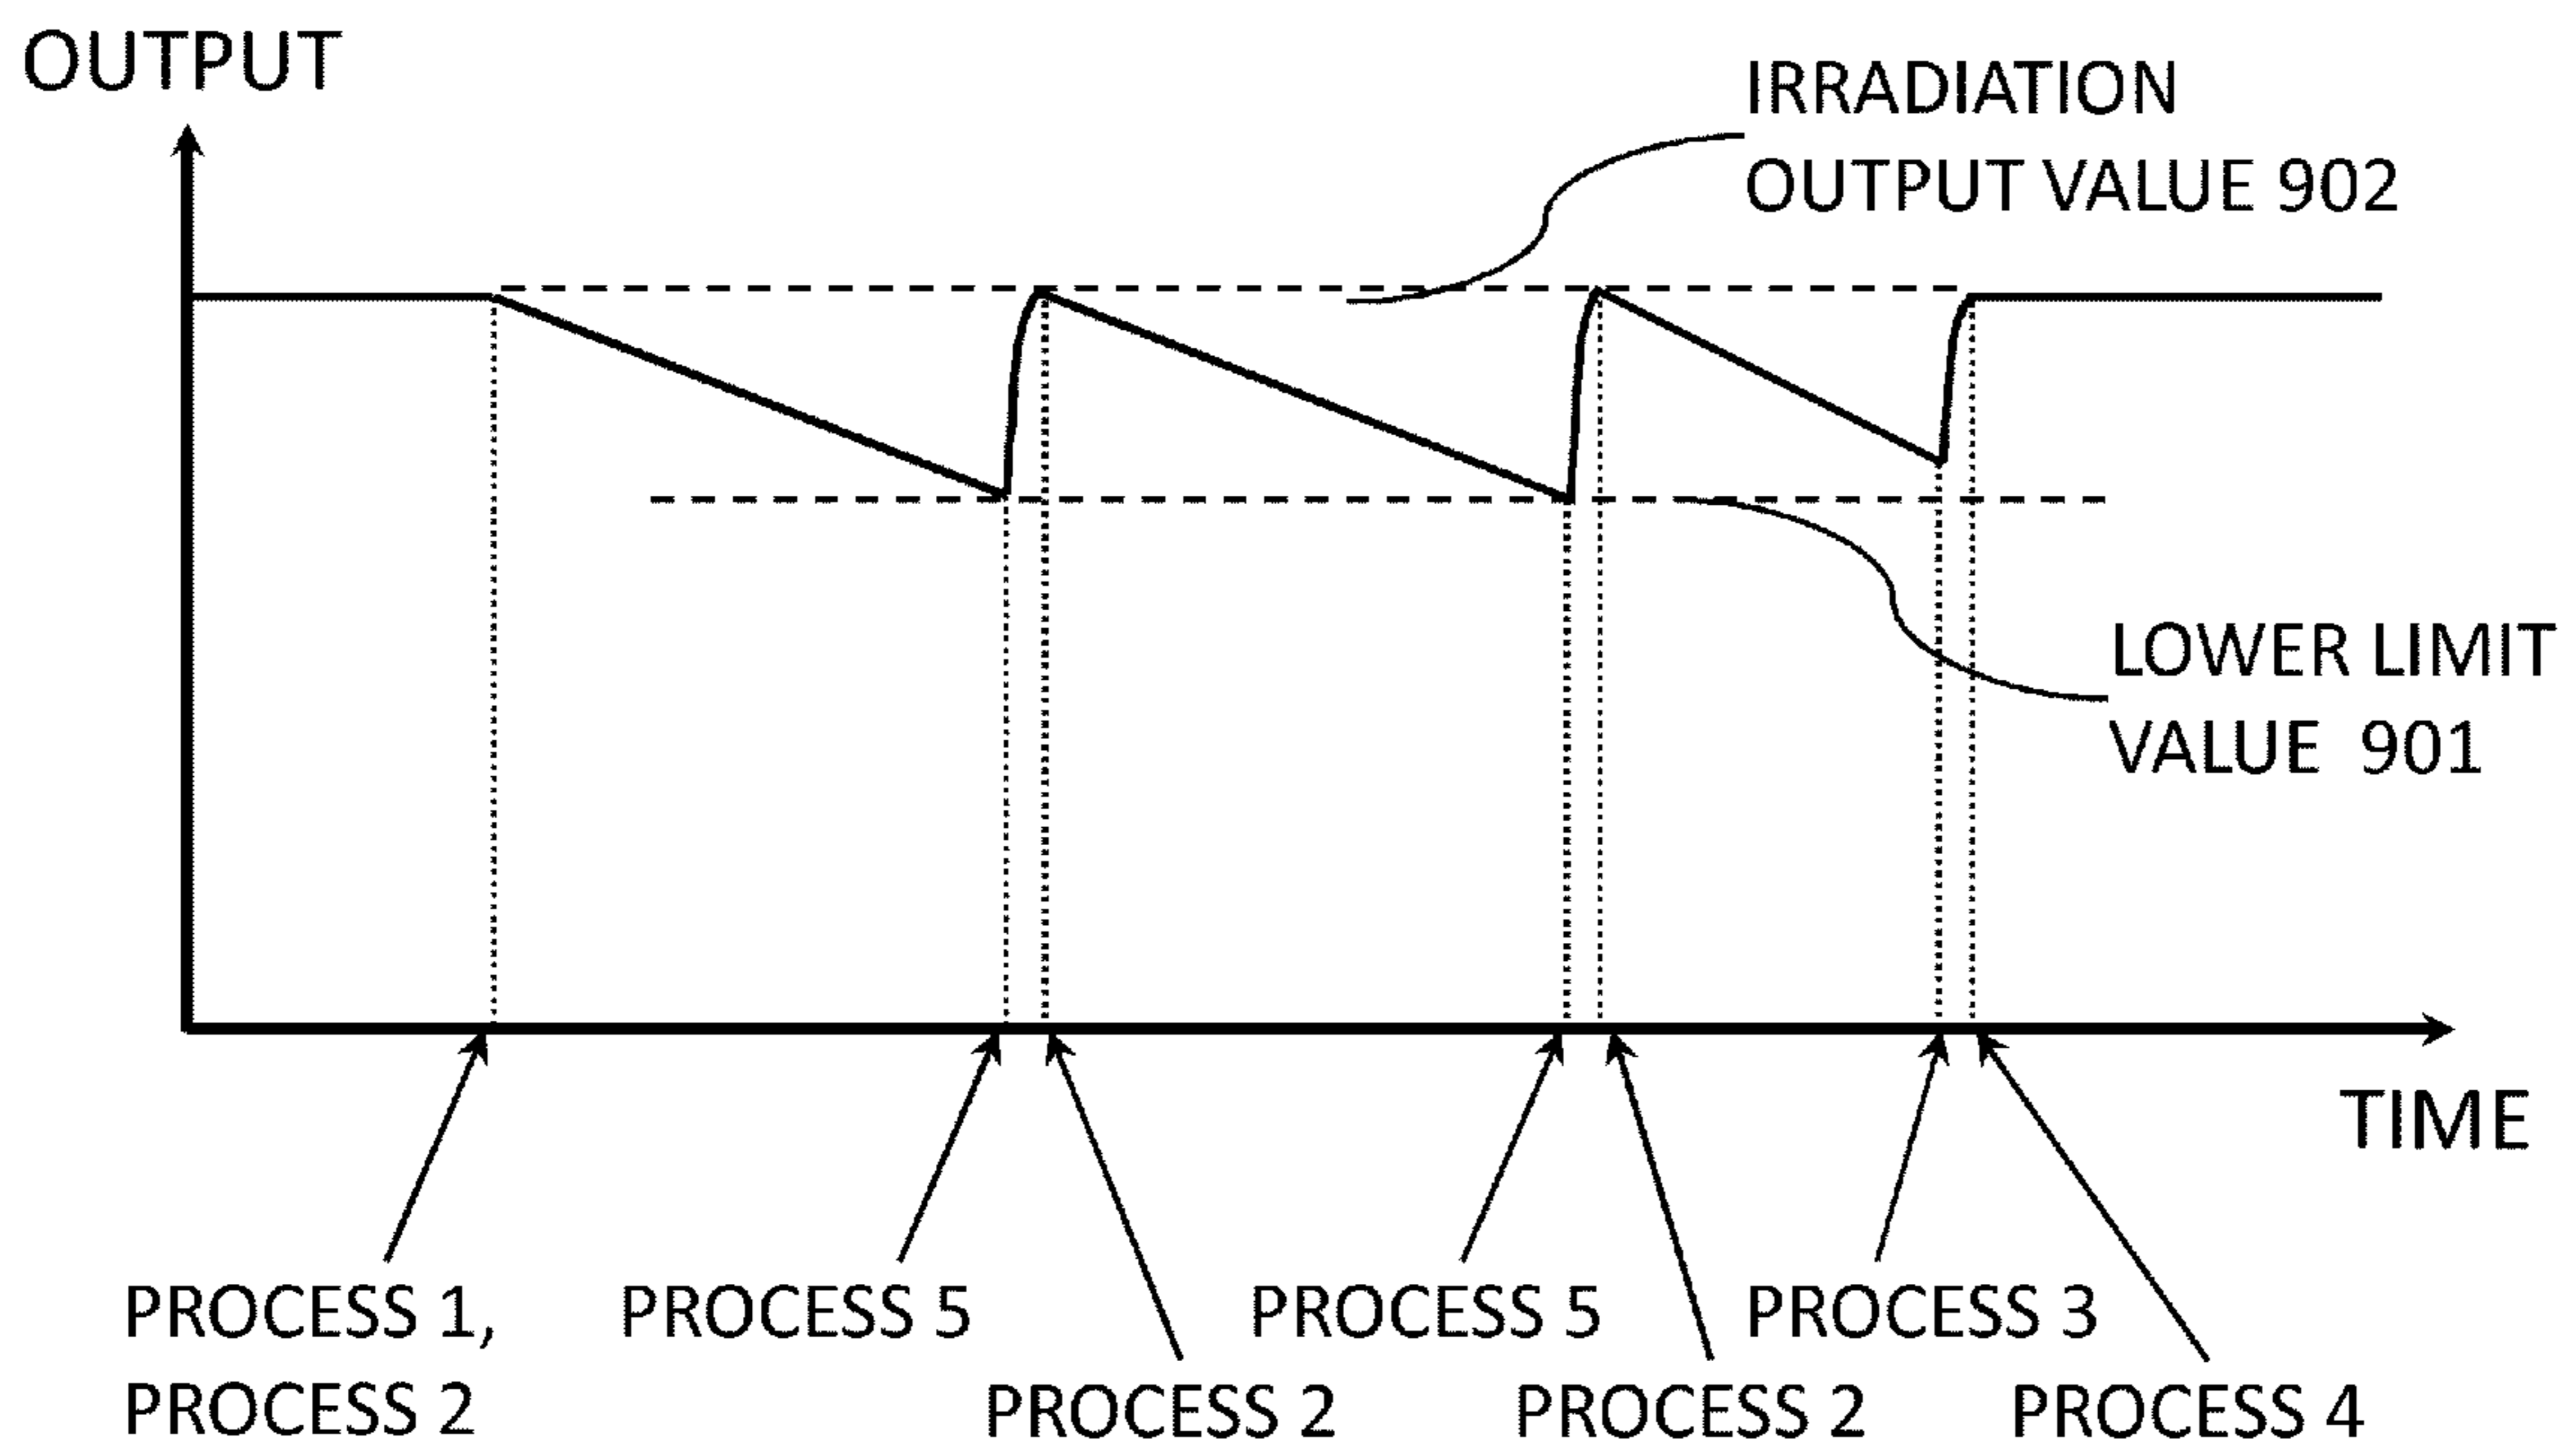 OUTPUT
IRRADIATION
OUTPUT VALUE 902
LOWER LIMIT
VALUE 901
TIME
PROCESS 1,
PROCESS 2
PROCESS 5
PROCESS 2
PROCESS 5
PROCESS 2
PROCESS 3
PROCESS 4